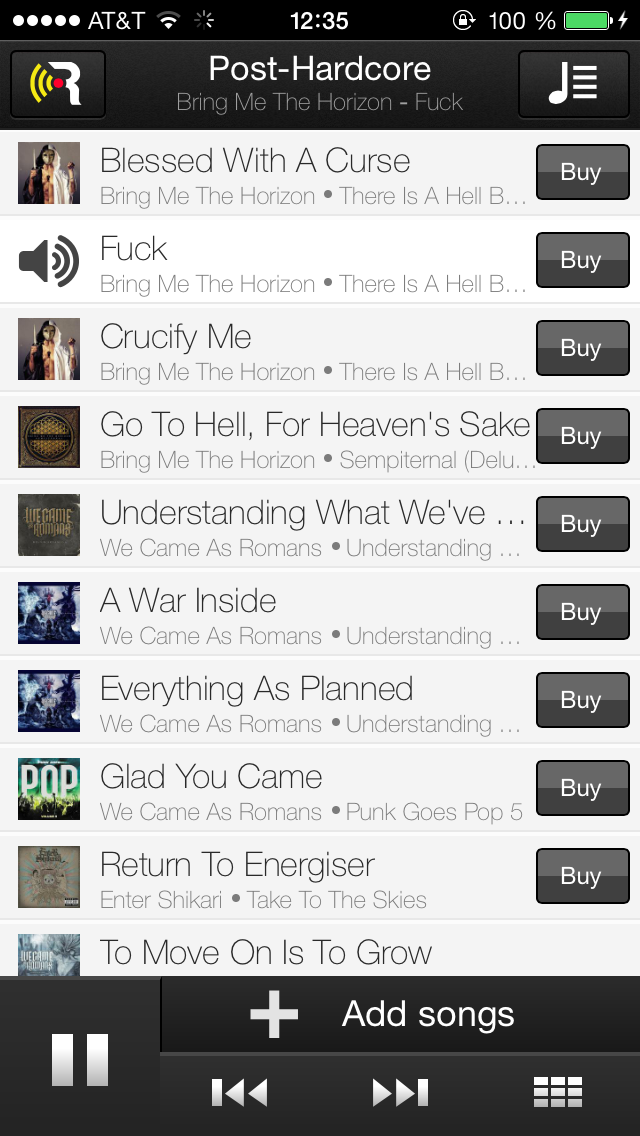 AT&T 12:35 100 %
Post-Hardcore
Bring Me The Horizon - Fuck
Blessed With A Curse
Bring Me The Horizon • There Is A Hell B...
Buy
Fuck
Bring Me The Horizon • There Is A Hell B...
Buy
Crucify Me
Bring Me The Horizon • There Is A Hell B...
Buy
Go To Hell, For Heaven's Sake
Bring Me The Horizon • Sempiternal (Delu...
Buy
WE CAME AS ROMANS
Understanding What We've ...
We Came As Romans • Understanding ...
Buy
A War Inside
We Came As Romans • Understanding ...
Buy
Everything As Planned
We Came As Romans • Understanding ...
Buy
POP
Glad You Came
We Came As Romans • Punk Goes Pop 5
Buy
Return To Energiser
Enter Shikari • Take To The Skies
Buy
To Move On Is To Grow
Add songs